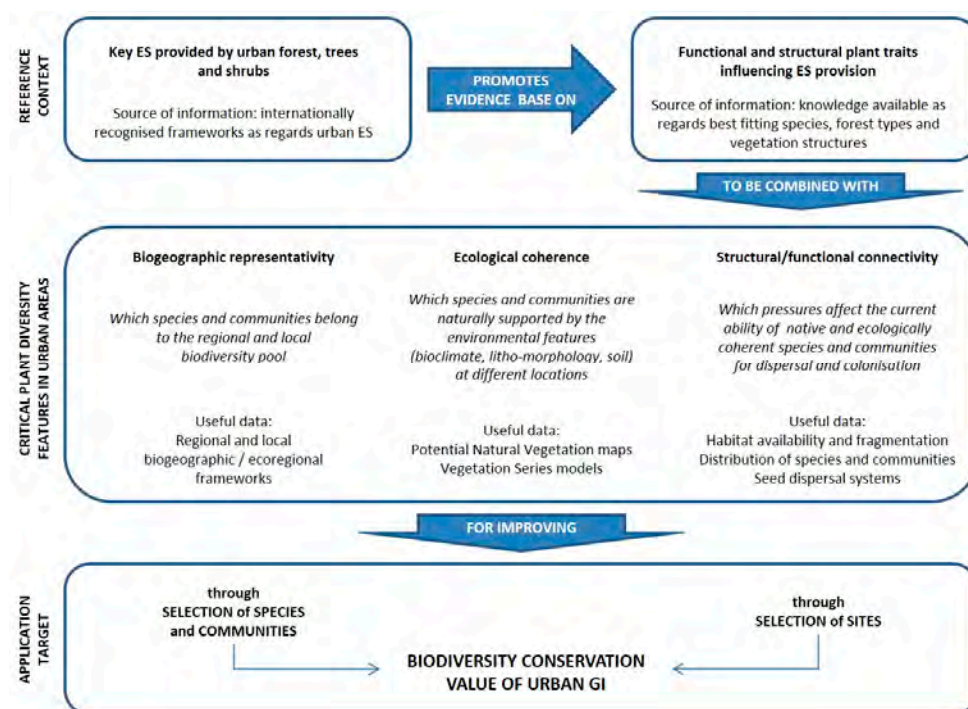 REFERENCE
CONTEXT
Key ES provided by urban forest, trees
and shrubs
Source of information: internationally
recognised frameworks as regards urban ES
PROMOTES
EVIDENCE BASE ON
Functional and structural plant traits
influencing ES provision
Source of information: knowledge available as
regards best fitting species, forest types and
vegetation structures
TO BE COMBINED WITH
CRITICAL PLANT DIVERSITY
FEATURES IN URBAN AREAS
Biogeographic representativity
Which species and communities belong
to the regional and local
biodiversity pool
Useful data:
Regional and local
biogeographic / ecoregional
frameworks
Ecological coherence
Which species and communities are
naturally supported by the
environmental features
(bioclimate, litho-morphology, soil)
at different locations
Useful data:
Potential Natural Vegetation maps
Vegetation Series models
Structural/functional connectivity
Which pressures affect the current
ability of native and ecologically
coherent species and communities
for dispersal and colonisation
Useful data:
Habitat availability and fragmentation
Distribution of species and communities
Seed dispersal systems
FOR IMPROVING
APPLICATION
TARGET
through
SELECTION of SPECIES
and COMMUNITIES
through
SELECTION of SITES
BIODIVERSITY CONSERVATION
VALUE OF URBAN GI